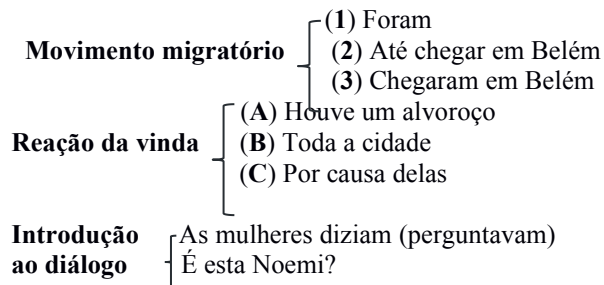 (1) Foram
Movimento migratório (2) Até chegar em Belém
(3) Chegaram em Belém
(A) Houve um alvoroço
Reação da vinda (B) Toda a cidade
(C) Por causa delas
Introdução As mulheres diziam (perguntavam)
ao diálogo É esta Noemi?